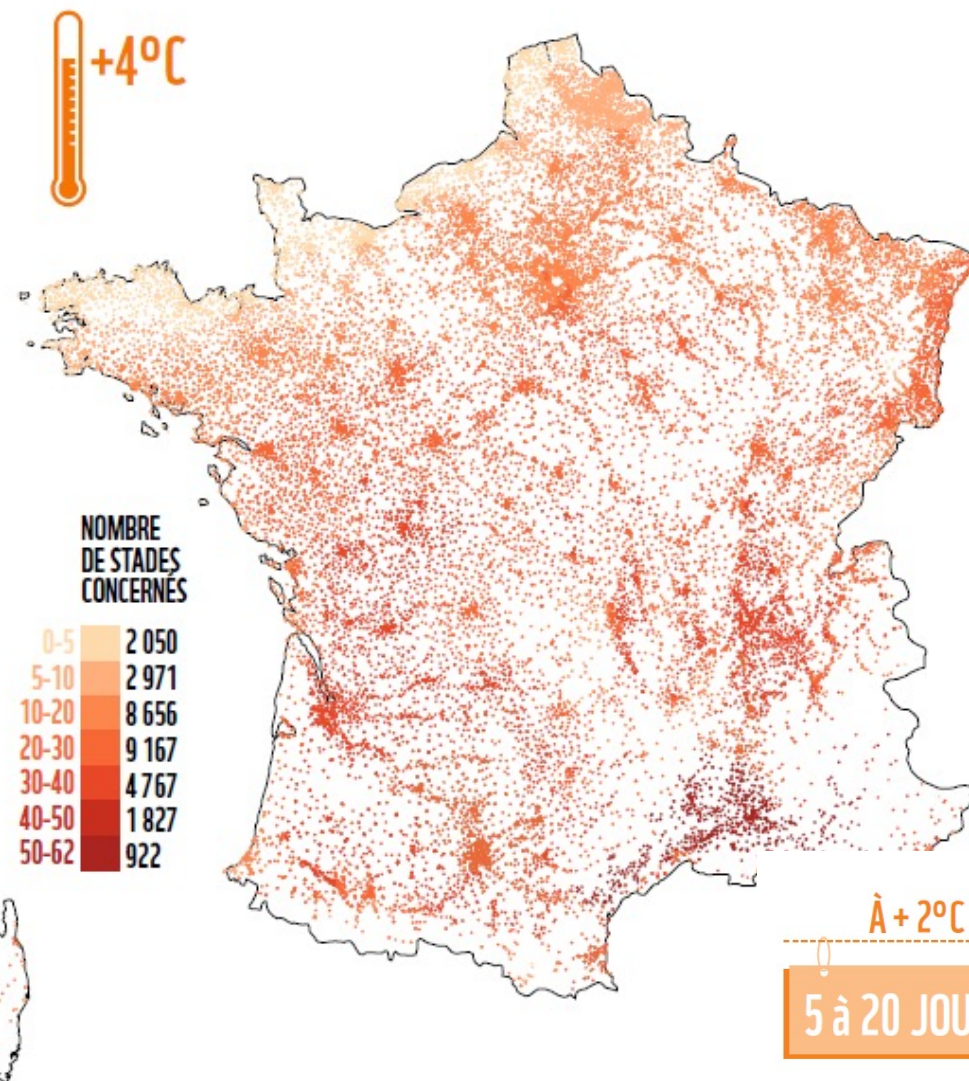 +4°C
NOMBRE
DE STADES
CONCERNÉS
0-5 2 050
5-10 2 971
10-20 8 656
20-30 9 167
30-40 4 767
40-50 1 827
50-62 922
À + 2°C
5 à 20 JOU